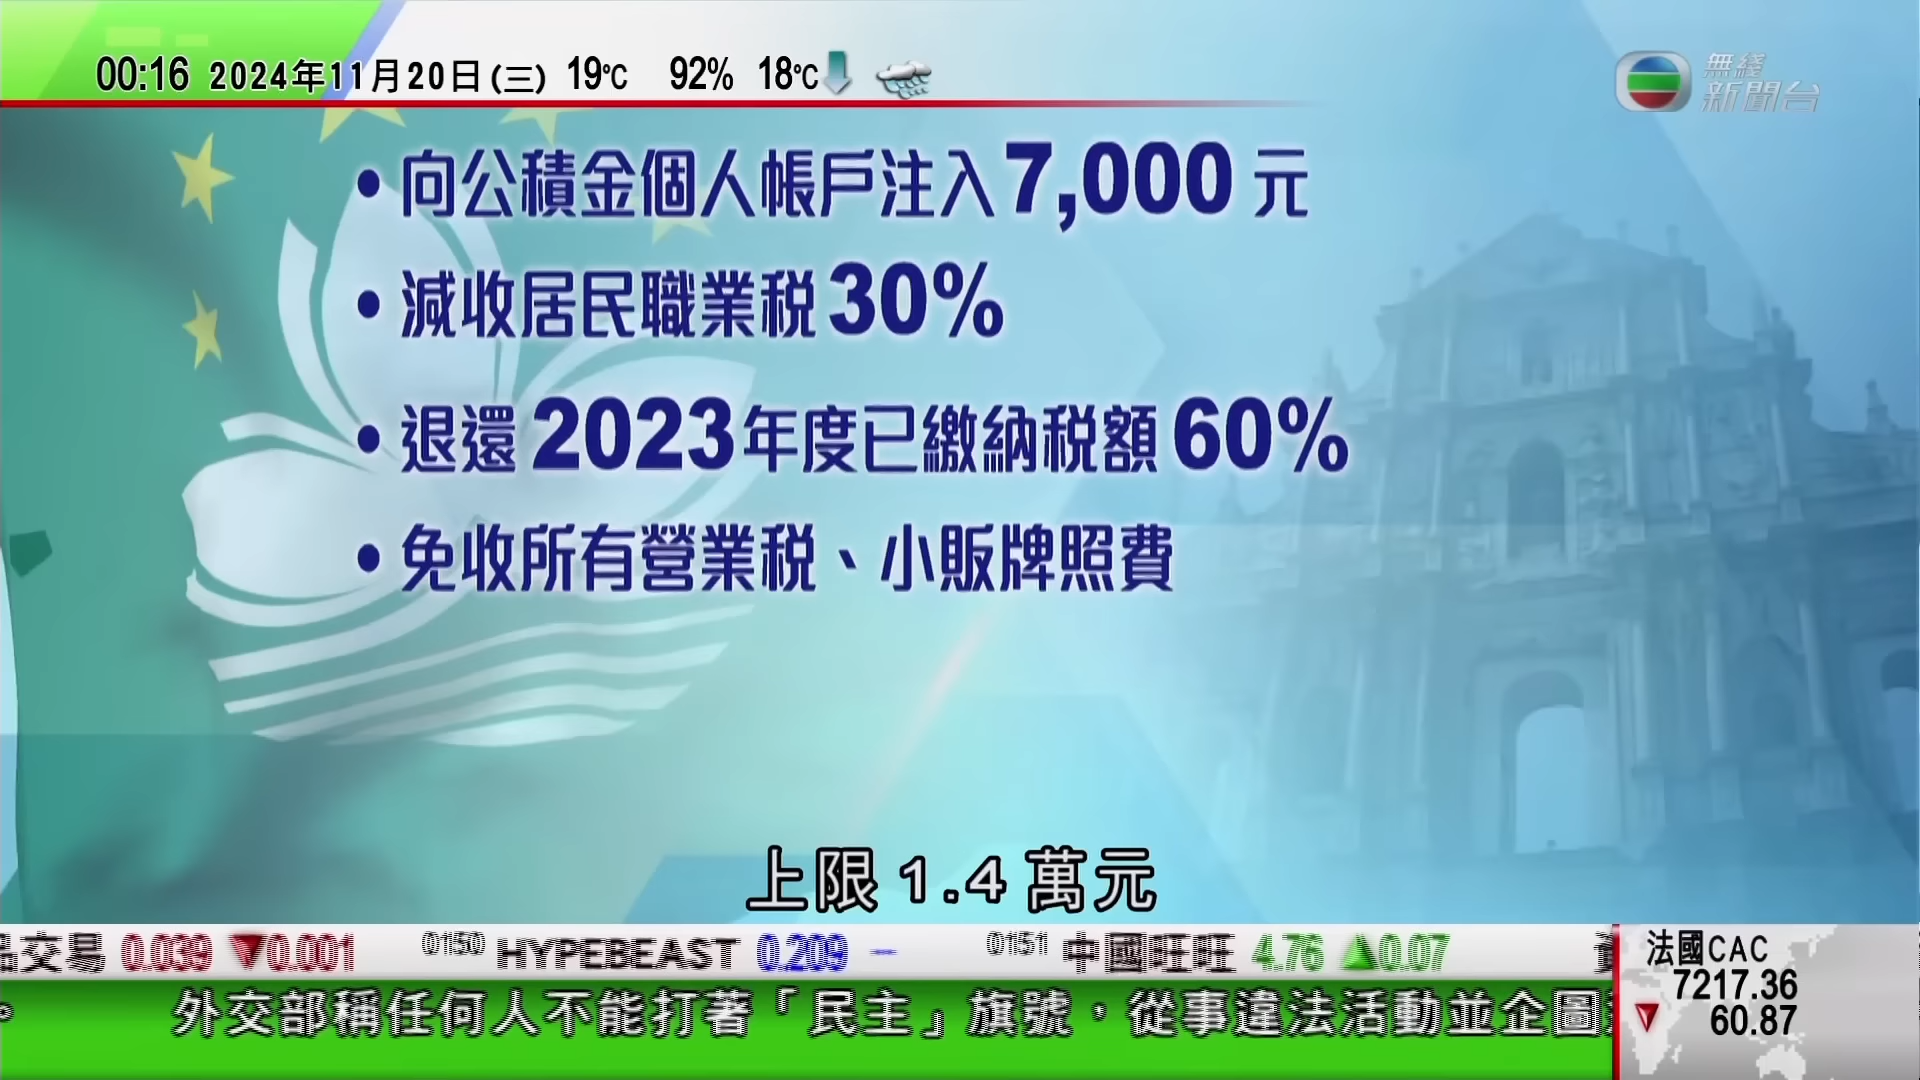 00:16 2024年11月20日(三) 19℃ 92% 18℃
無綫
新聞台
•向公積金個人帳戶注入7,000元
•減收居民職業税30%
•退還2023年度已繳納税額60%
•免收所有營業税、小販牌照費
上限1.4萬元
品交易 0.039 ▼0.001 0150 HYPEBEAST 0.209 – 0151 中國旺旺 4.76 ▲0.07
法國CAC
7217.36
▼ 60.87
。 外交部稱任何人不能打著「民主」旗號，從事違法活動並企圖